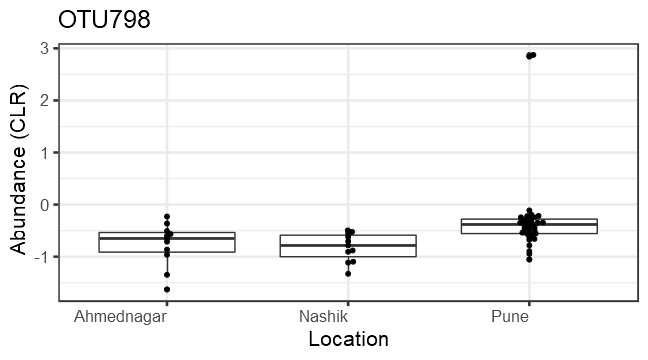 OTU798
Abundance (CLR)
3
2
1
0
-1
Ahmednagar
Nashik
Pune
Location